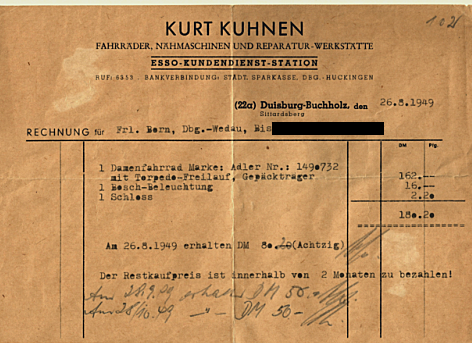 1021
KURT KUHNEN
FAHRRÄDER, NÄHMASCHINEN UND REPARATUR-WERKSTÄTTE
ESSO-KUNDENDIENST-STATION
RUF: 6553 . BANKVERBINDUNG: STÄDT. SPARKASSE, DBG.-HUCKINGEN
(22a) Duisburg-Buchholz, den 26.8.1949
Sittardsberg
RECHNUNG für Frl. Born, Dbg.-Wedau, Bis
DM Pfg.
1 Damenfahrrad Marke: Adler Nr.: 1490732
mit Torpedo-Freilauf, Gepäckträger 162.--
1 Bosch-Beleuchtung 16.--
1 Schloss 2.20
180.20
Am 26.8.1949 erhalten DM 80.20 (Achtzig)
Der Restkaufpreis ist innerhalb von 2 Monaten zu bezahlen!
Am 28.9.49 erhalten DM 50.-
Am 28/10.49 -"- DM 50.-